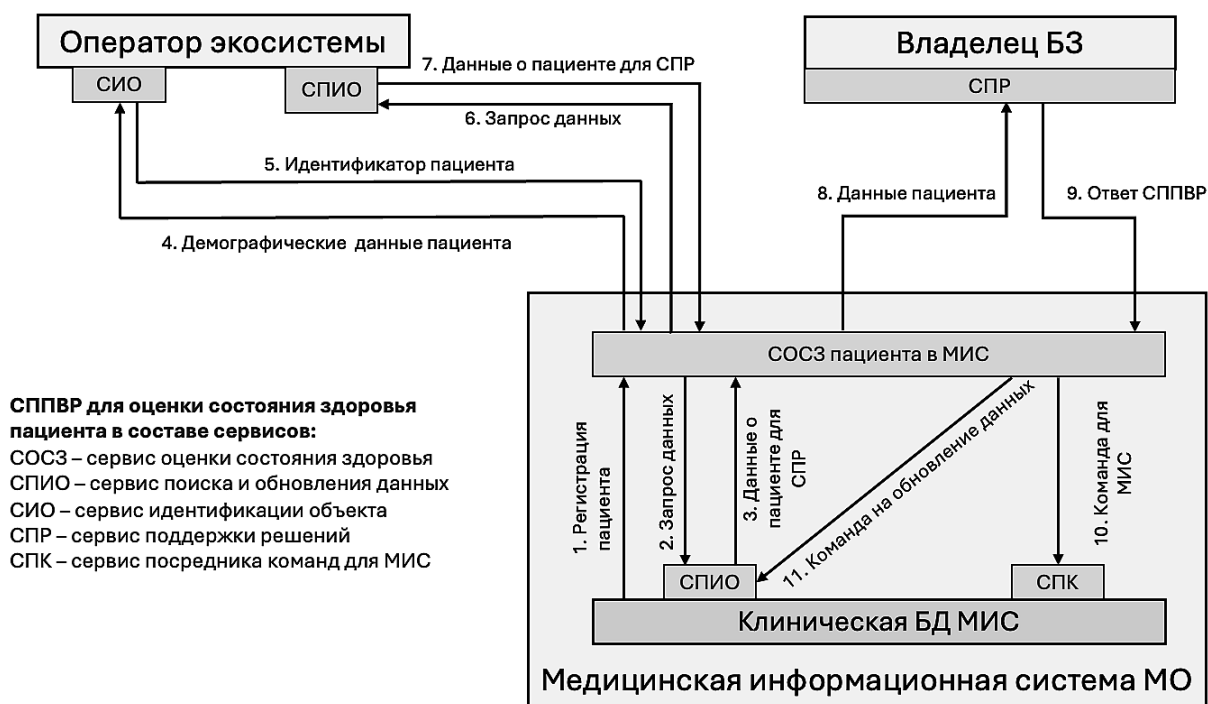 Оператор экосистемы
СИО
СПИО
Владелец БЗ
СПР
7. Данные о пациенте для СПР
6. Запрос данных
5. Идентификатор пациента
4. Демографические данные пациента
8. Данные пациента
9. Ответ СППВР
СОСЗ пациента в МИС
СППВР для оценки состояния здоровья
пациента в составе сервисов:
СОСЗ – сервис оценки состояния здоровья
СПИО – сервис поиска и обновления данных
СИО – сервис идентификации объекта
СПР – сервис поддержки решений
СПК – сервис посредника команд для МИС
1. Регистрация
пациента
2. Запрос данных
3. Данные о
пациенте для
СПР
11. Команда на обновление данных
10. Команда для
МИС
СПИО
СПК
Клиническая БД МИС
Медицинская информационная система МО